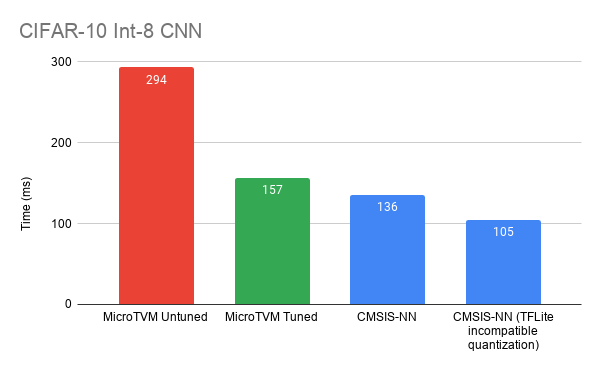 CIFAR-10 Int-8 CNN
300
294
200
157
136
105
100
0
Time (ms)
MicroTVM Untuned
MicroTVM Tuned
CMSIS-NN
CMSIS-NN (TFLite
incompatible
quantization)